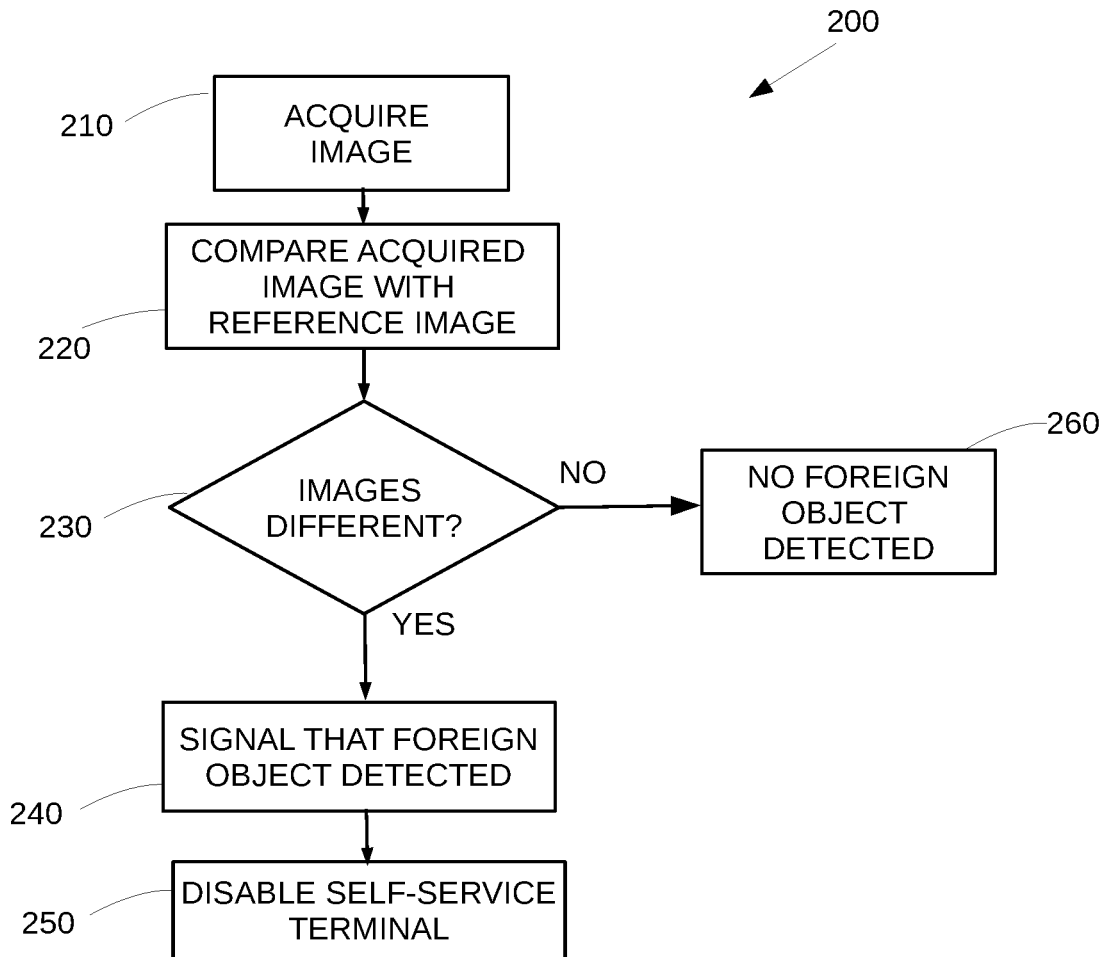 200
210
ACQUIRE
IMAGE
COMPARE ACQUIRED
IMAGE WITH
REFERENCE IMAGE
220
230
IMAGES
DIFFERENT?
NO
260
NO FOREIGN
OBJECT
DETECTED
YES
SIGNAL THAT FOREIGN
OBJECT DETECTED
240
250
DISABLE SELF-SERVICE
TERMINAL